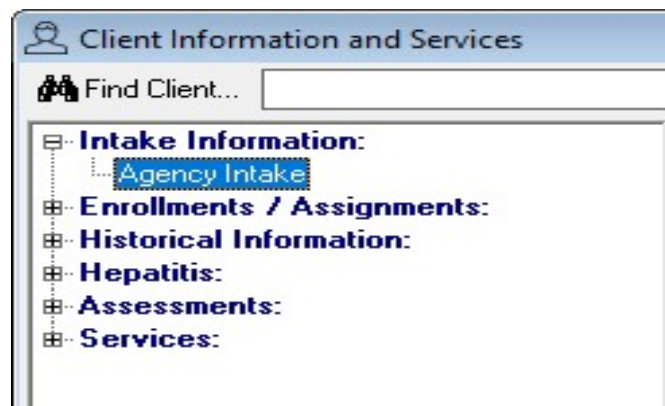 Client Information and Services
Find Client...
Intake Information:
Agency Intake
Enrollments / Assignments:
Historical Information:
Hepatitis:
Assessments:
Services: